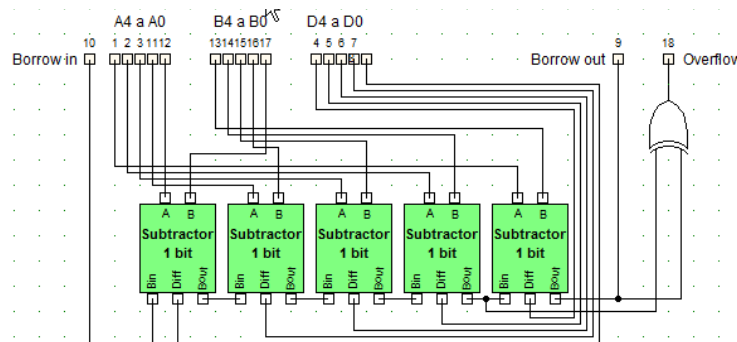 A4 a A0 B4 a B0 D4 a D0
10 1 2 3 11 12 13 14 15 16 17 4 5 6 7 9 18
Borrow in Borrow out Overflow
A B A B A B A B A B
Subtractor Subtractor Subtractor Subtractor Subtractor
1 bit 1 bit 1 bit 1 bit 1 bit
Bin Diff Bout Bin Diff Bout Bin Diff Bout Bin Diff Bout Bin Diff Bout